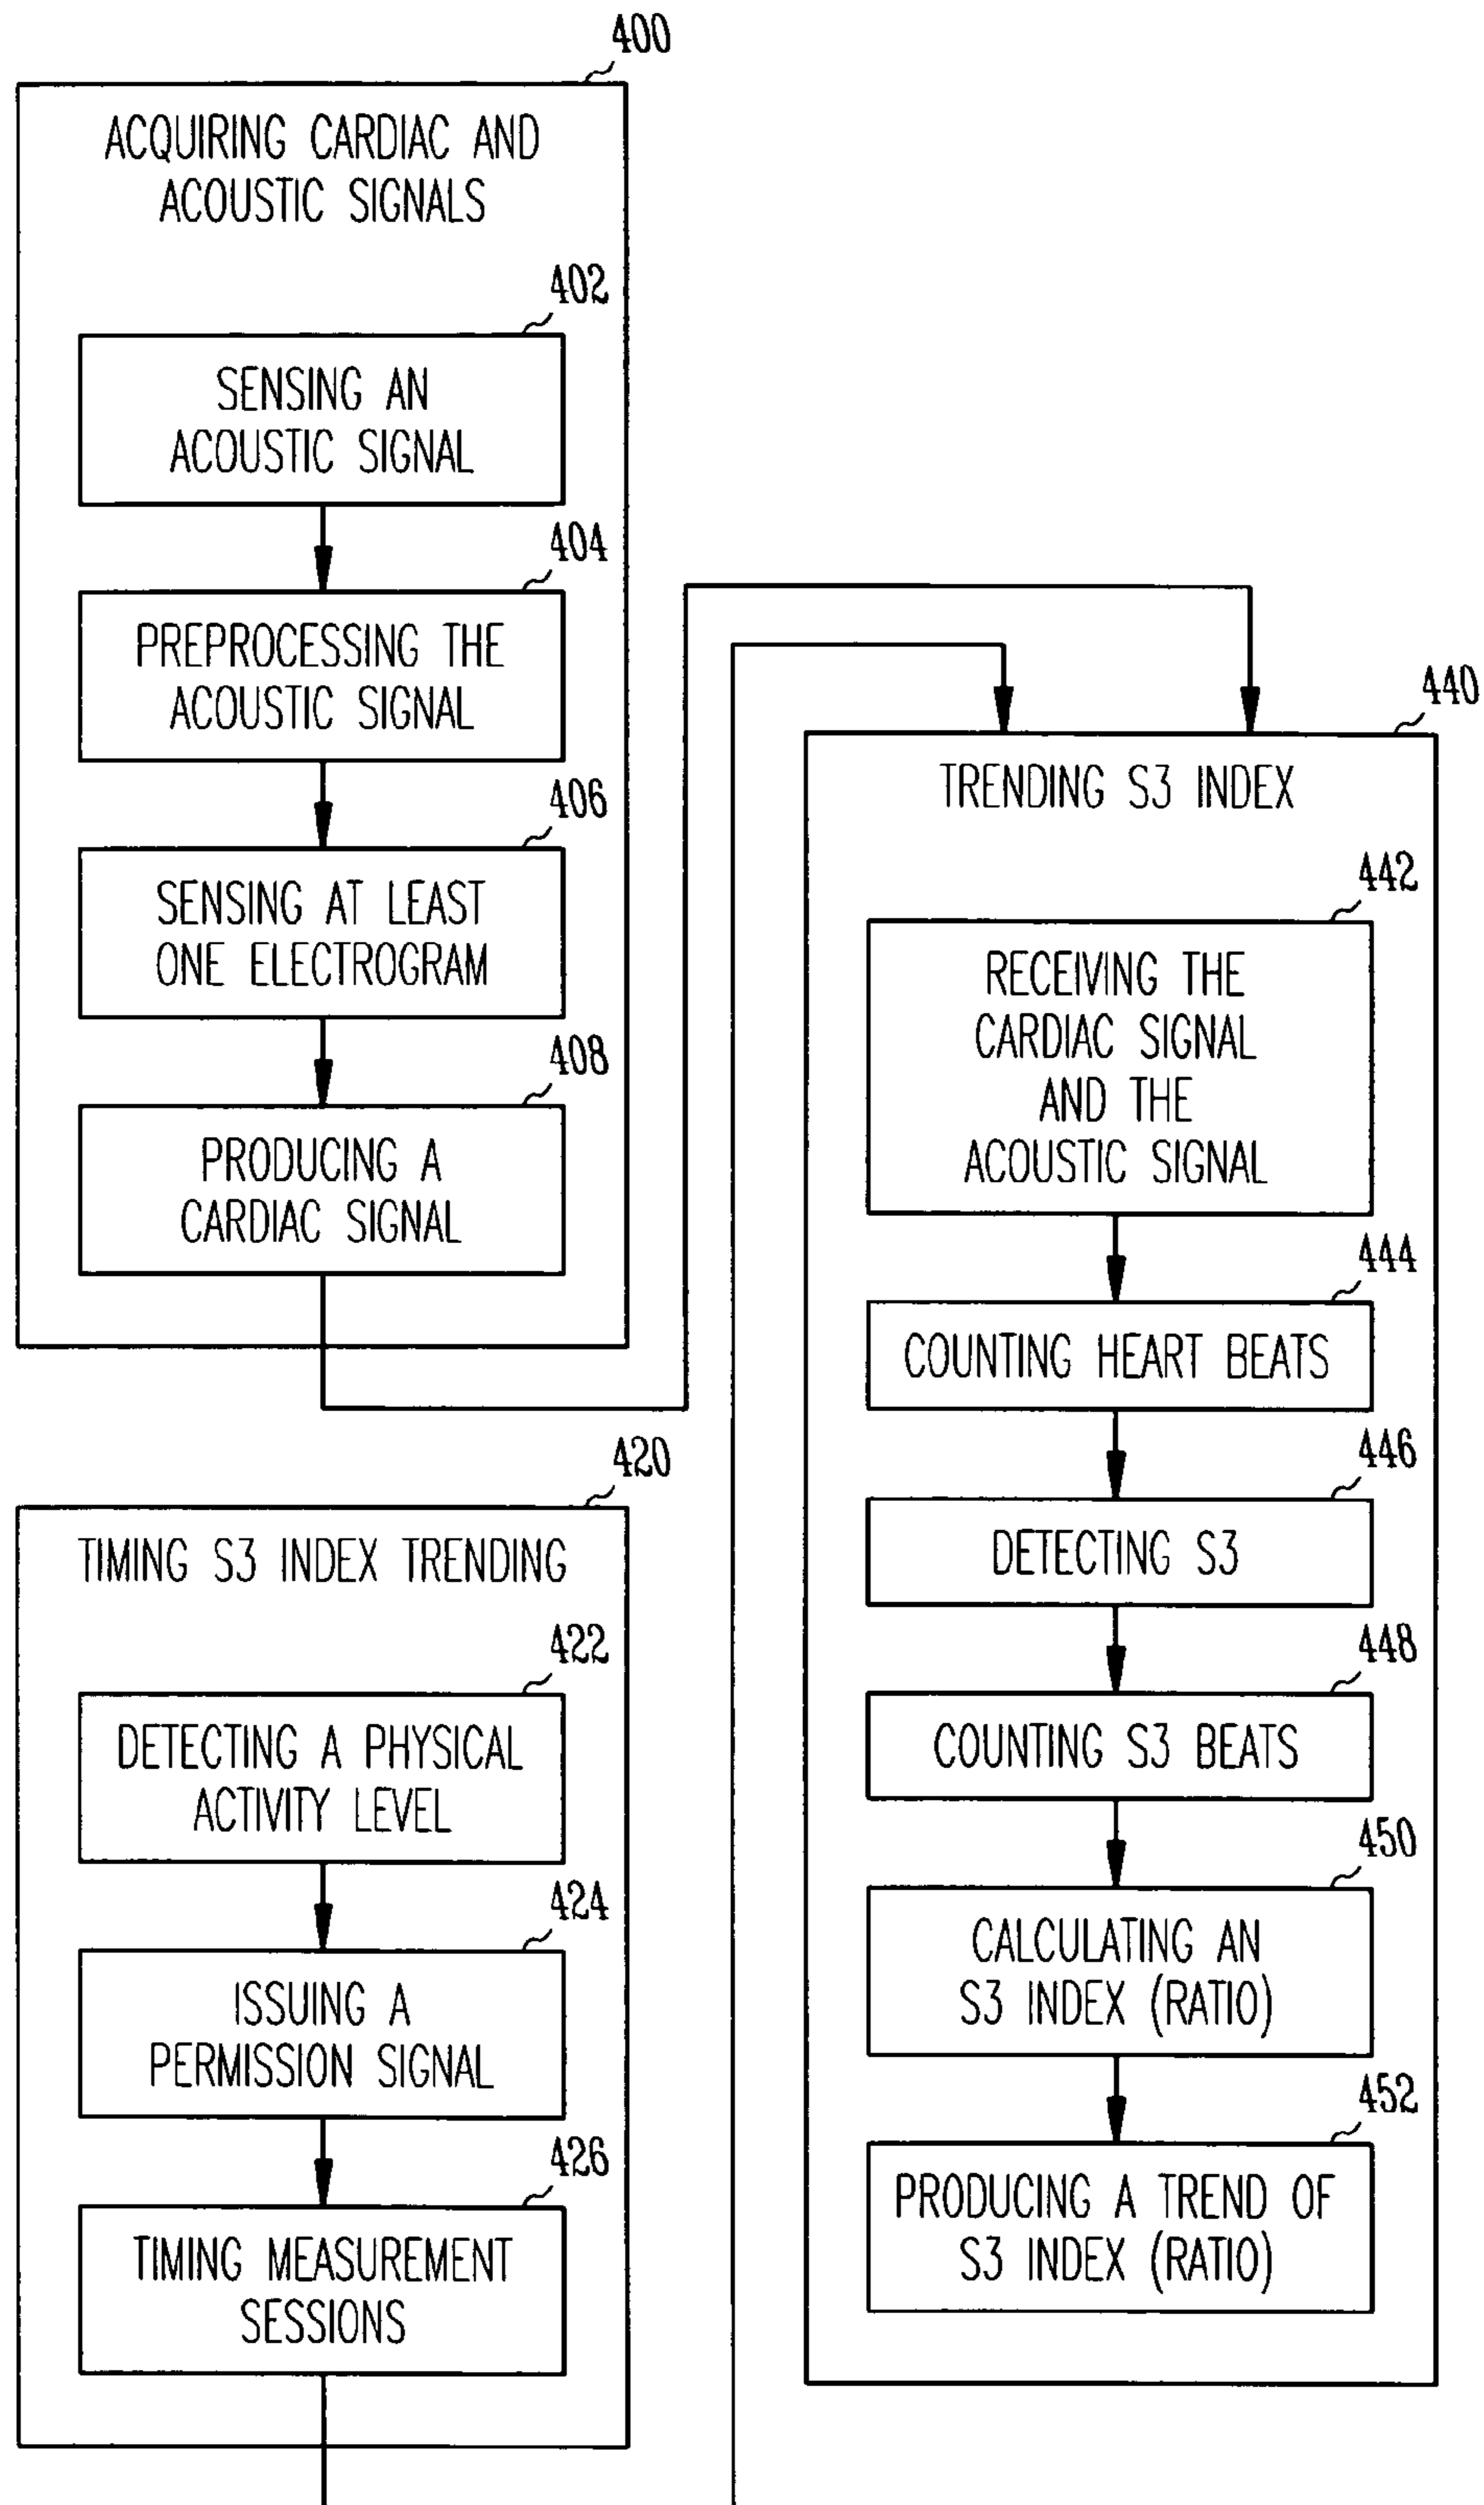 400
ACQUIRING CARDIAC AND
ACOUSTIC SIGNALS
402
SENSING AN
ACOUSTIC SIGNAL
404
PREPROCESSING THE
ACOUSTIC SIGNAL
406
SENSING AT LEAST
ONE ELECTROGRAM
408
PRODUCING A
CARDIAC SIGNAL
420
TIMING S3 INDEX TRENDING
422
DETECTING A PHYSICAL
ACTIVITY LEVEL
424
ISSUING A
PERMISSION SIGNAL
426
TIMING MEASUREMENT
SESSIONS
440
TRENDING S3 INDEX
442
RECEIVING THE
CARDIAC SIGNAL
AND THE
ACOUSTIC SIGNAL
444
COUNTING HEART BEATS
446
DETECTING S3
448
COUNTING S3 BEATS
450
CALCULATING AN
S3 INDEX (RATIO)
452
PRODUCING A TREND OF
S3 INDEX (RATIO)